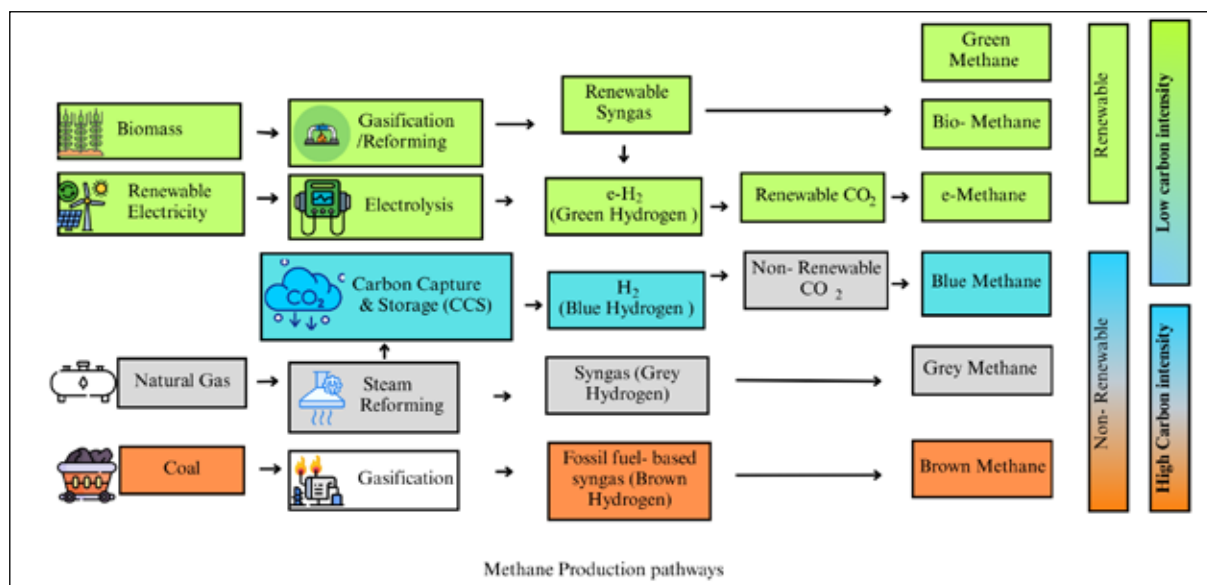 Green
Methane
Renewable
Syngas
Biomass
Gasification
/Reforming
Bio- Methane
Renewable
Electricity
Electrolysis
e-H2
(Green Hydrogen )
Renewable CO2
e-Methane
Renewable
Low carbon intensity
CO2
Carbon Capture
& Storage (CCS)
H2
(Blue Hydrogen )
Non- Renewable
CO 2
Blue Methane
Natural Gas
Steam
Reforming
Syngas (Grey
Hydrogen)
Grey Methane
Coal
Gasification
Fossil fuel- based
syngas (Brown
Hydrogen)
Brown Methane
Non- Renewable
High Carbon intensity
Methane Production pathways